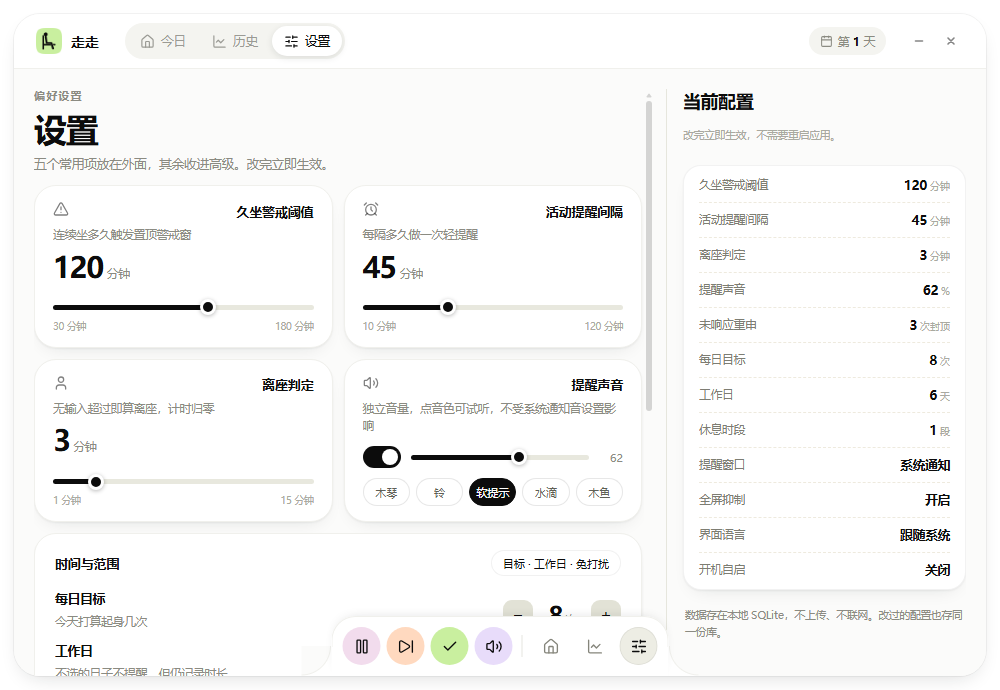 走走
今日
历史
设置
第 1 天
偏好设置
设置
五个常用项放在外面，其余收进高级。改完立即生效。
久坐警戒阈值
连续坐多久触发置顶警戒窗
120 分钟
30 分钟
180 分钟
活动提醒间隔
每隔多久做一次轻提醒
45 分钟
10 分钟
120 分钟
离座判定
无输入超过即算离座，计时归零
3 分钟
1 分钟
15 分钟
提醒声音
独立音量，点音色可试听，不受系统通知音设置影
响
62
木琴
铃
软提示
水滴
木鱼
时间与范围
目标 · 工作日 · 免打扰
每日目标
今天打算起身几次
8
工作日
不选的日子不提醒，但仍记录时长
当前配置
改完立即生效，不需要重启应用。
久坐警戒阈值 120 分钟
活动提醒间隔 45 分钟
离座判定 3 分钟
提醒声音 62 %
未响应重申 3 次封顶
每日目标 8 次
工作日 6 天
休息时段 1 段
提醒窗口 系统通知
全屏抑制 开启
界面语言 跟随系统
开机自启 关闭
数据存在本地 SQLite，不上传、不联网。改过的配置也存同
一份库。